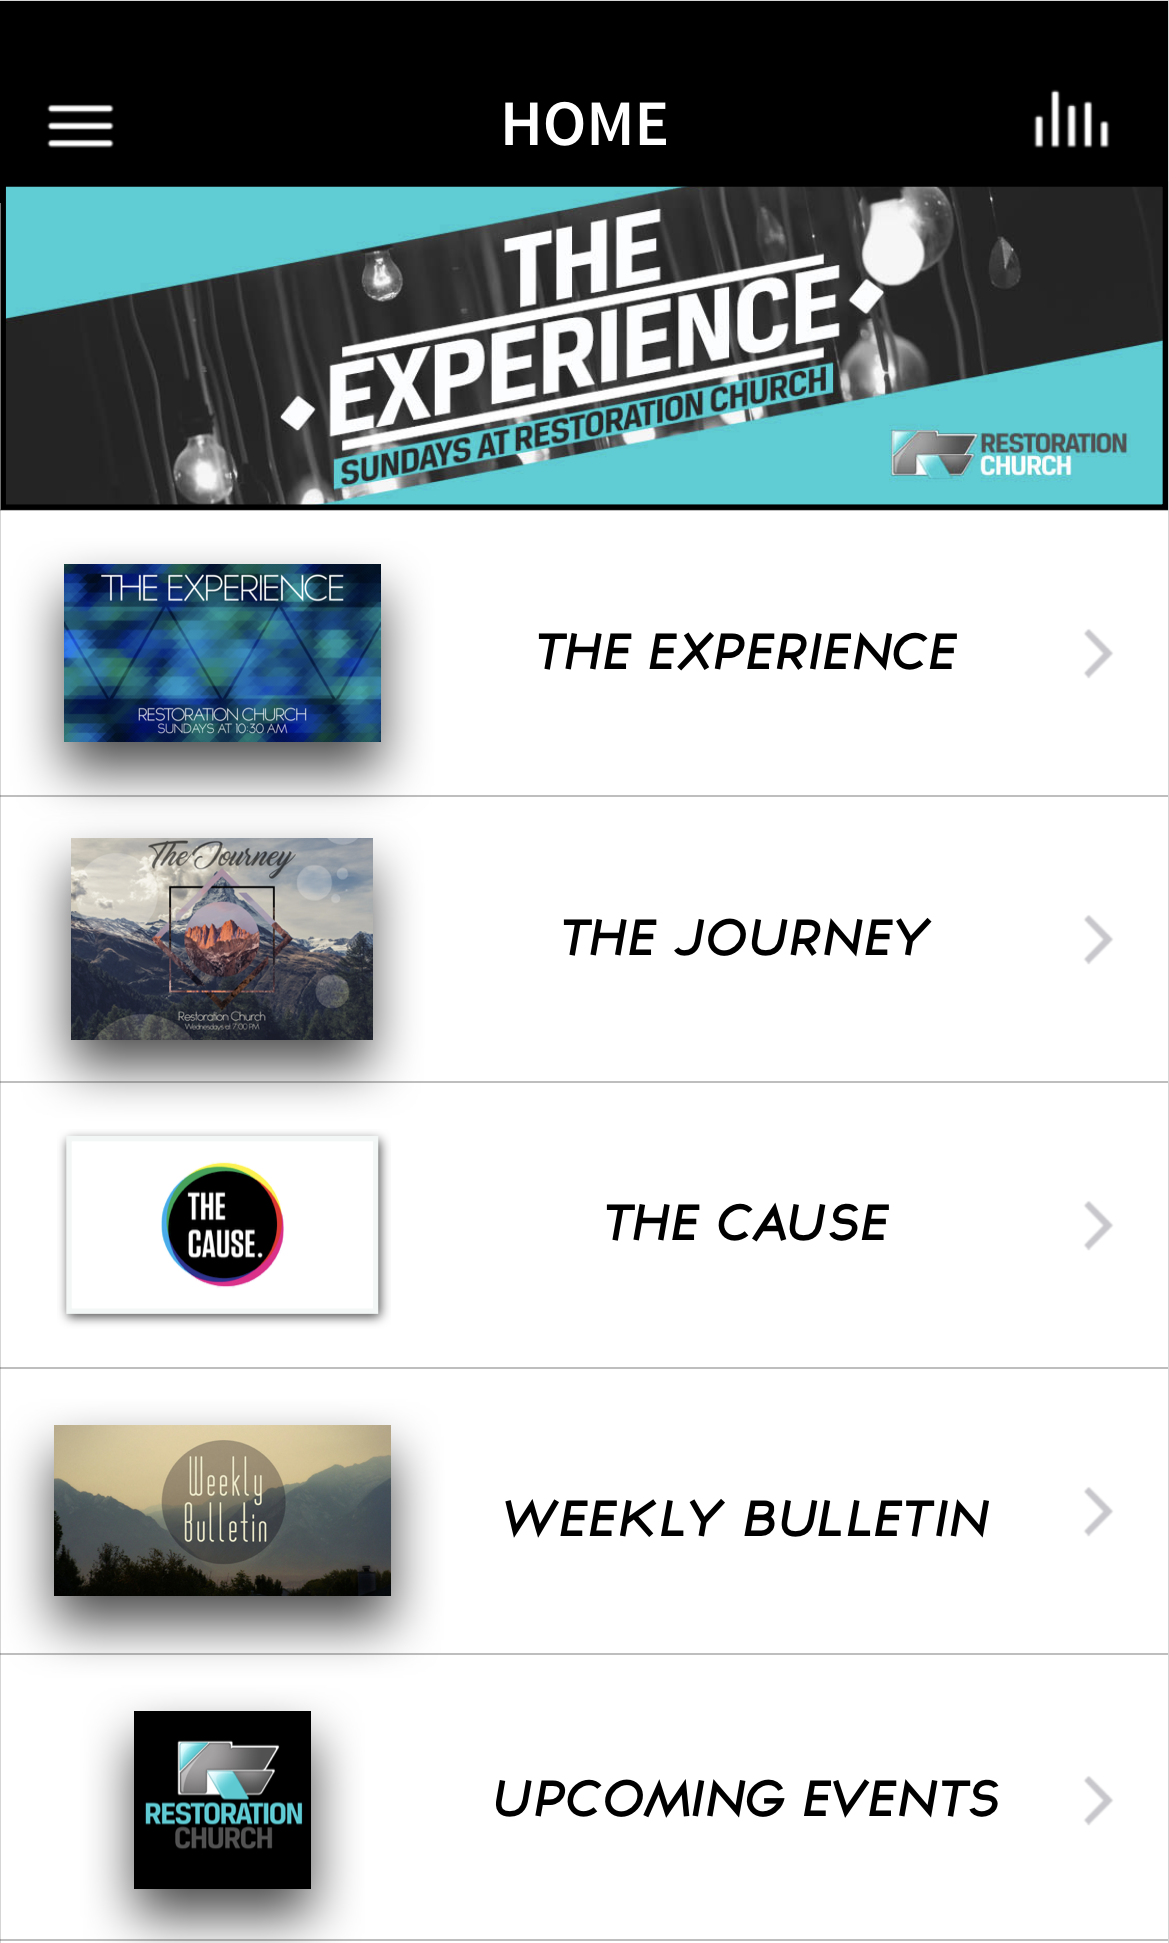 HOME
THE
EXPERIENCE
SUNDAYS AT RESTORATION CHURCH
RESTORATION
CHURCH
THE EXPERIENCE
RESTORATION CHURCH
SUNDAYS AT 10:30 AM
THE EXPERIENCE
The Journey
Restoration Church
Wednesdays at 7:00 PM
THE JOURNEY
THE
CAUSE.
THE CAUSE
Weekly
Bulletin
WEEKLY BULLETIN
RESTORATION
CHURCH
UPCOMING EVENTS